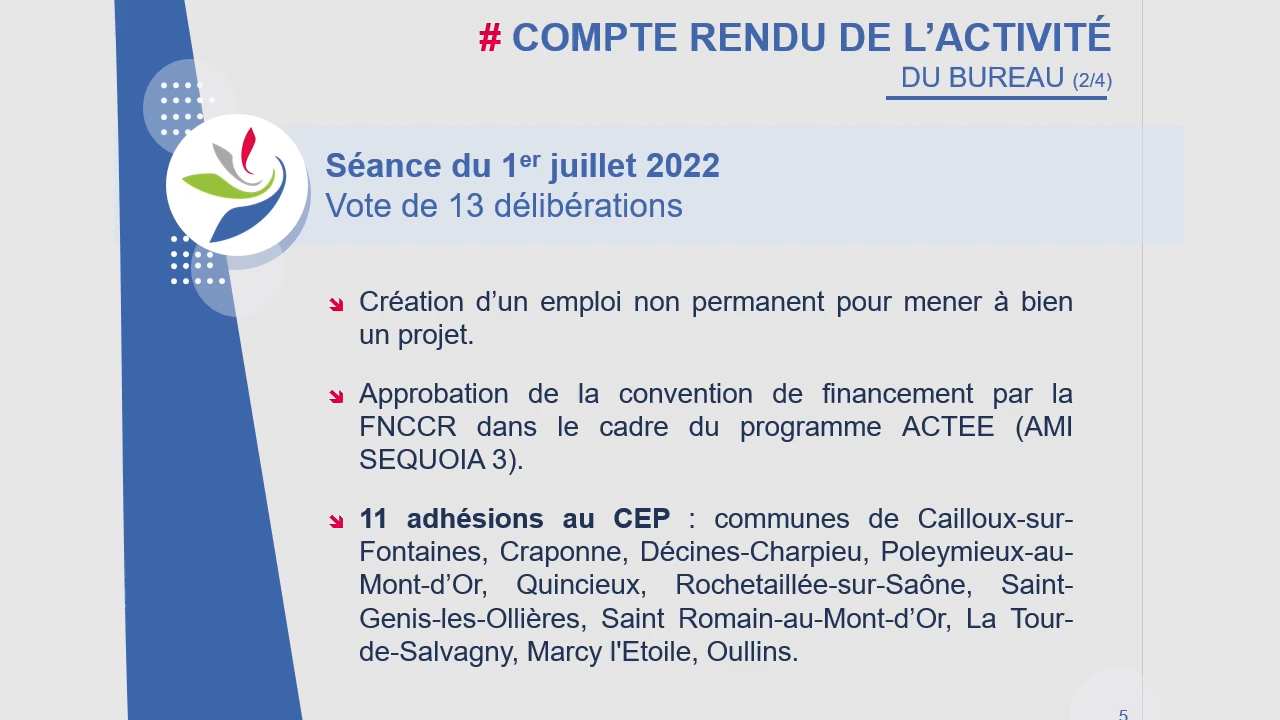 # COMPTE RENDU DE L’ACTIVITÉ
DU BUREAU (2/4)
Séance du 1er juillet 2022
Vote de 13 délibérations
Création d’un emploi non permanent pour mener à bien
un projet.
Approbation de la convention de financement par la
FNCCR dans le cadre du programme ACTEE (AMI
SEQUOIA 3).
11 adhésions au CEP : communes de Cailloux-sur-
Fontaines, Craponne, Décines-Charpieu, Poleymieux-au-
Mont-d’Or, Quincieux, Rochetaillée-sur-Saône, Saint-
Genis-les-Ollières, Saint Romain-au-Mont-d’Or, La Tour-
de-Salvagny, Marcy l'Etoile, Oullins.
5